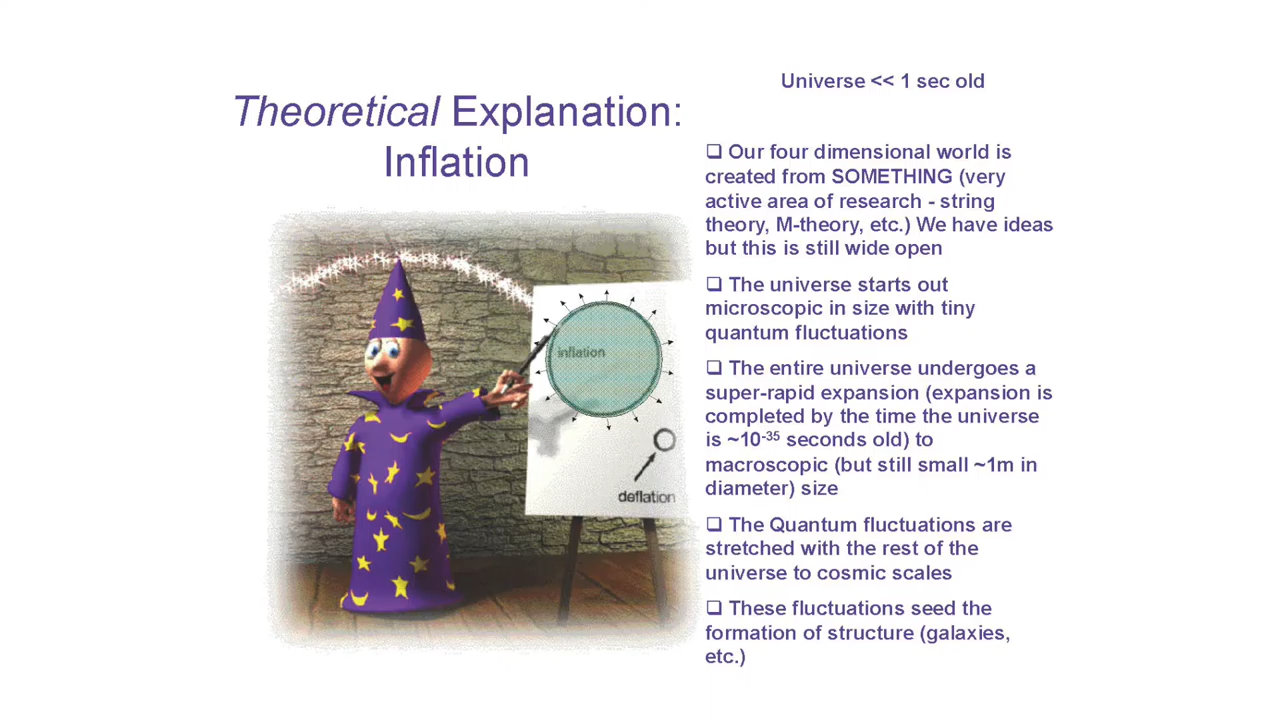 Universe << 1 sec old
Theoretical Explanation:
Inflation
❑ Our four dimensional world is
created from SOMETHING (very
active area of research - string
theory, M-theory, etc.) We have ideas
but this is still wide open
❑ The universe starts out
microscopic in size with tiny
quantum fluctuations
❑ The entire universe undergoes a
super-rapid expansion (expansion is
completed by the time the universe
is ~10⁻³⁵ seconds old) to
macroscopic (but still small ~1m in
diameter) size
❑ The Quantum fluctuations are
stretched with the rest of the
universe to cosmic scales
❑ These fluctuations seed the
formation of structure (galaxies,
etc.)
inflation
deflation